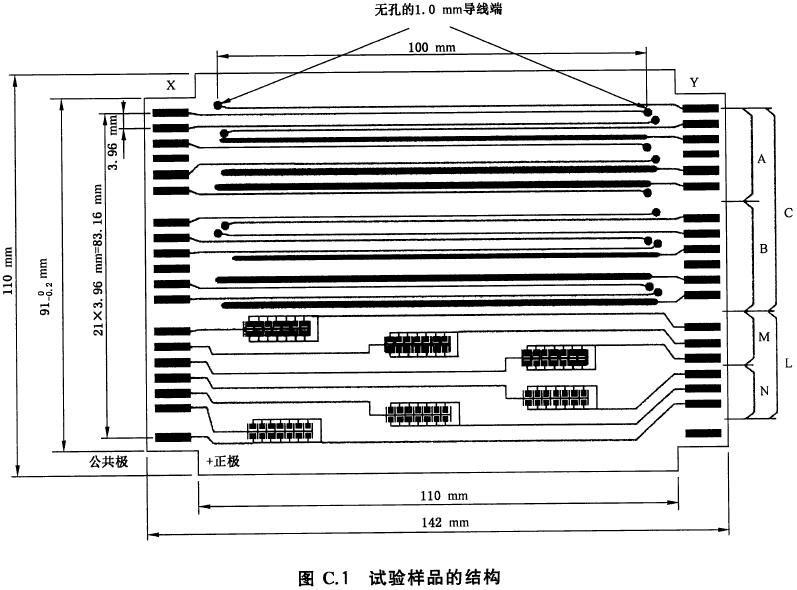 无孔的1.0 mm导线端
100 mm
X
Y
3.96 mm
A
C
B
110 mm
91 0 -0.2 mm
21×3.96 mm=83.16 mm
M
L
N
公共极
+正极
110 mm
142 mm
图 C.1 试验样品的结构